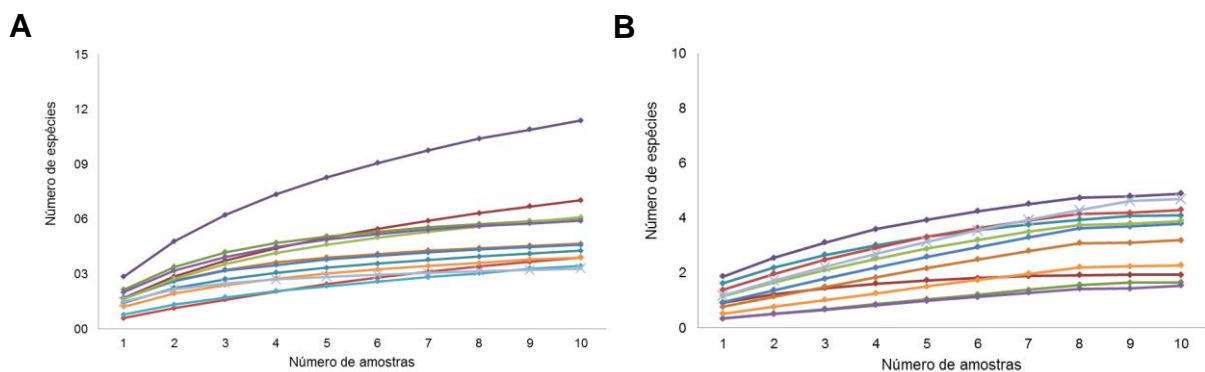 A
15
12
09
06
03
00
Número de espécies
1 2 3 4 5 6 7 8 9 10
Número de amostras
B
10
8
6
4
2
0
Número de espécies
1 2 3 4 5 6 7 8 9 10
Número de amostras